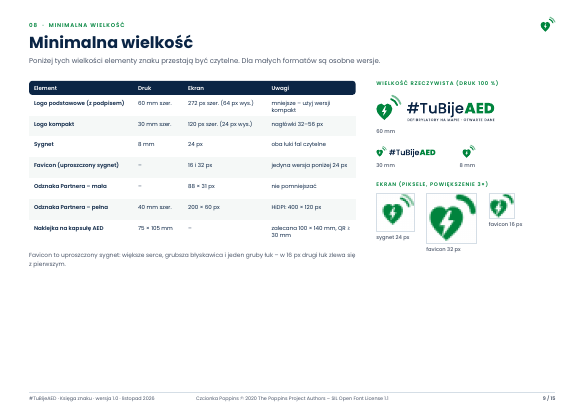 08 · MINIMALNA WIELKOŚĆ
Minimalna wielkość
Poniżej tych wielkości elementy znaku przestają być czytelne. Dla małych formatów są osobne wersje.
Element Druk Ekran Uwagi
Logo podstawowe (z podpisem) 60 mm szer. 272 px szer. (64 px wys.) mniejsze – użyj wersji
kompakt
Logo kompakt 30 mm szer. 120 px szer. (24 px wys.) nagłówki 32–56 px
Sygnet 8 mm 24 px oba łuki fal czytelne
Favicon (uproszczony sygnet) – 16 i 32 px jedyna wersja poniżej 24 px
Odznaka Partnera – mała – 88 × 31 px nie pomniejszać
Odznaka Partnera – pełna 40 mm szer. 200 × 60 px HiDPI: 400 × 120 px
Naklejka na kapsułę AED 75 × 105 mm – zalecana 100 × 140 mm, QR ≥
30 mm
Favicon to uproszczony sygnet: większe serce, grubsza błyskawica i jeden gruby łuk – w 16 px drugi łuk zlewa się
z pierwszym.
WIELKOŚĆ RZECZYWISTA (DRUK 100 %)
#TuBijeAED
DEFIBRYLATORY NA MAPIE · OTWARTE DANE
60 mm
#TuBijeAED
30 mm 8 mm
EKRAN (PIKSELE, POWIĘKSZENIE 3×)
sygnet 24 px
favicon 32 px
favicon 16 px
#TuBijeAED · Księga znaku · wersja 1.0 · listopad 2026 Czcionka Poppins © 2020 The Poppins Project Authors — SIL Open Font License 1.1 9 / 15